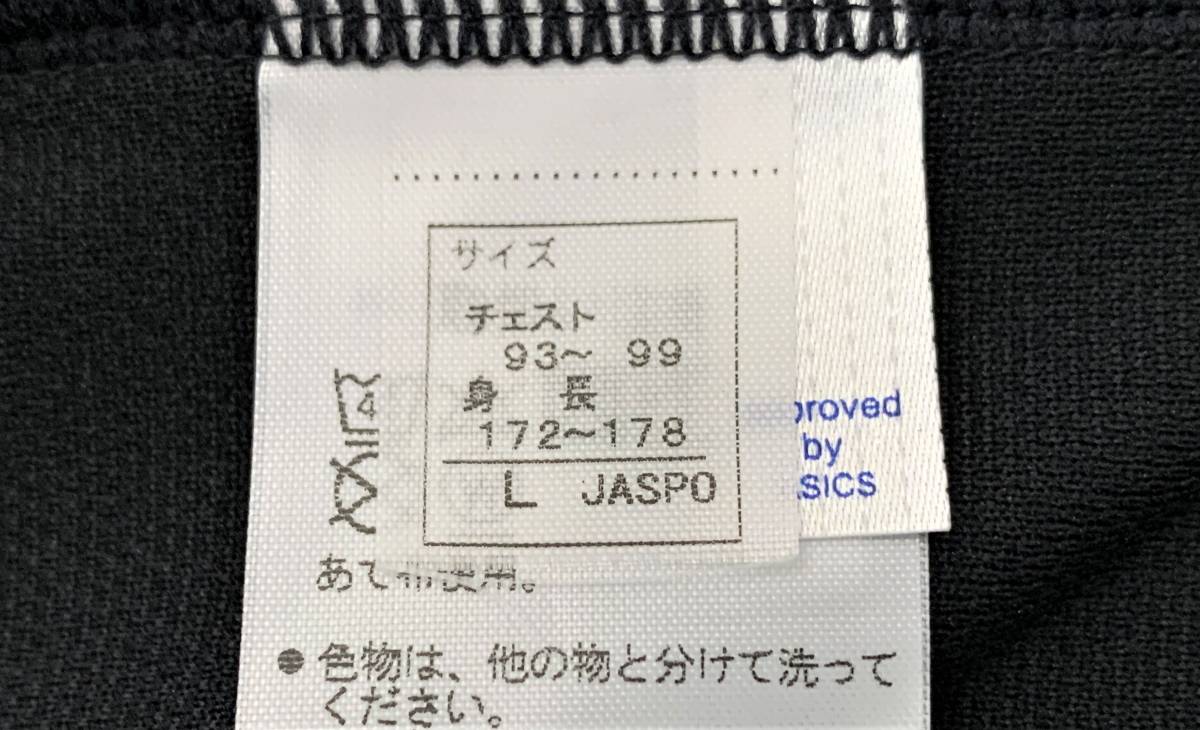 サイズ
チェスト
93～ 99
身 長
172～178
L JASPO
proved
by
ASICS
あて布使用。
● 色物は、他の物と分けて洗って
ください。